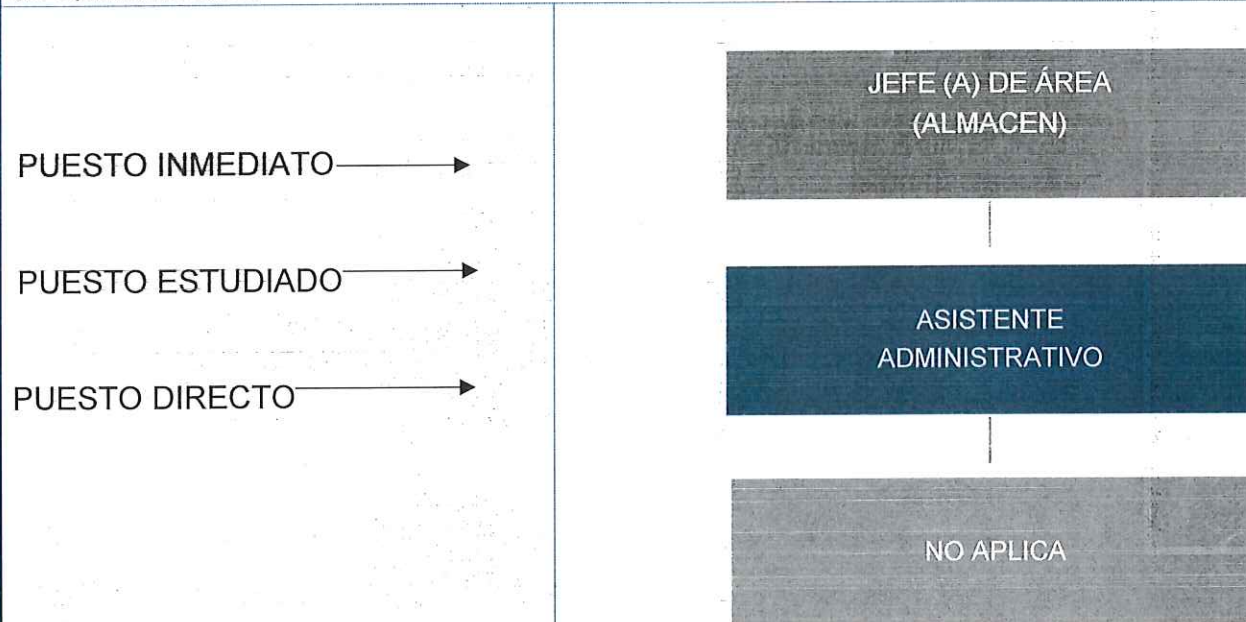 JEFE (A) DE ÁREA
(ALMACEN)
PUESTO INMEDIATO
PUESTO ESTUDIADO
ASISTENTE
ADMINISTRATIVO
PUESTO DIRECTO
NO APLICA